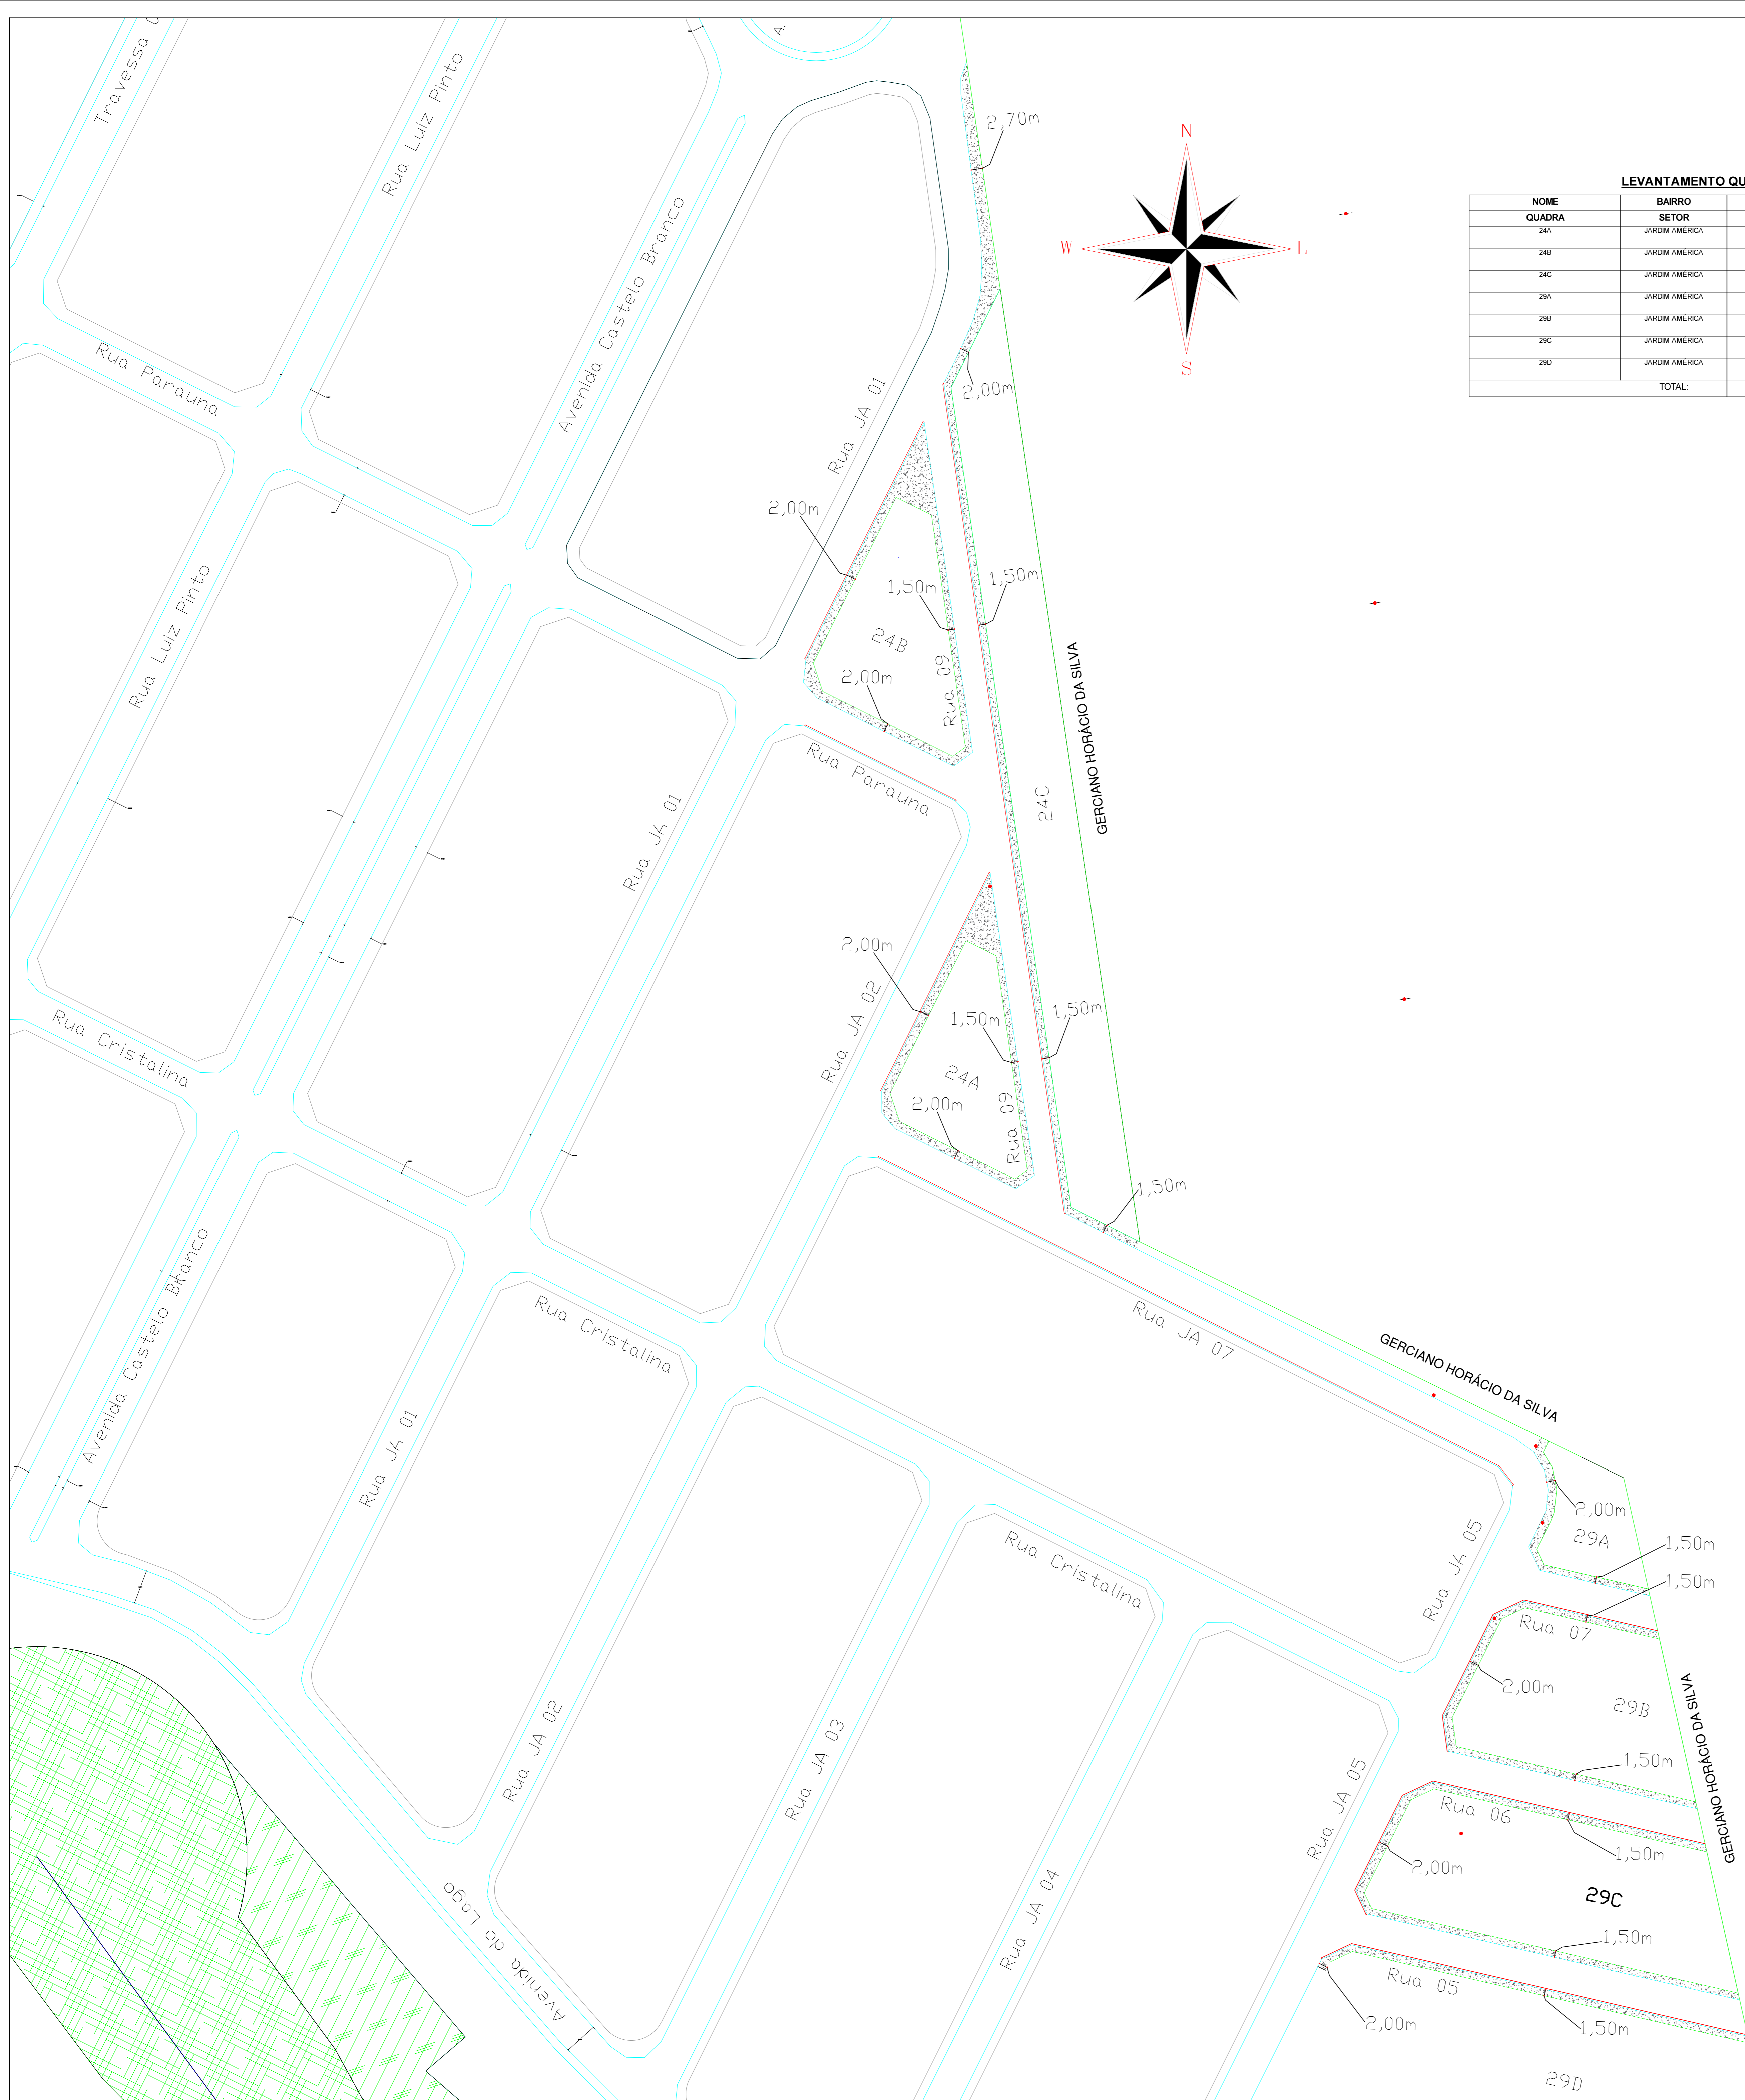 Travessa
Rua Luiz Pinto
A.
2,70m
N
W
L
S
LEVANTAMENTO QU
NOME BAIRRO
QUADRA SETOR
24A JARDIM AMÉRICA
24B JARDIM AMÉRICA
24C JARDIM AMÉRICA
29A JARDIM AMÉRICA
29B JARDIM AMÉRICA
29C JARDIM AMÉRICA
29D JARDIM AMÉRICA
TOTAL:
Avenida Castelo Branco
Rua Parauna
Rua JA 01
2,00m
2,00m
Rua Luiz Pinto
1,50m
1,50m
24B
2,00m
Rua 09
GERCIANO HORÁCIO DA SILVA
Rua Parauna
24C
Rua JA 01
2,00m
Rua JA 02
1,50m
1,50m
Rua Cristalina
24A
2,00m
Rua 09
1,50m
Avenida Castelo Branco
Rua Cristalina
Rua JA 07
GERCIANO HORÁCIO DA SILVA
Rua JA 01
2,00m
29A
1,50m
Rua Cristalina
Rua JA 05
1,50m
Rua 07
2,00m
29B
GERCIANO HORÁCIO DA SILVA
Rua JA 02
Rua JA 03
1,50m
Rua JA 05
Rua 06
1,50m
2,00m
29C
Avenida do Lago
Rua JA 04
1,50m
Rua 05
2,00m
1,50m
29D